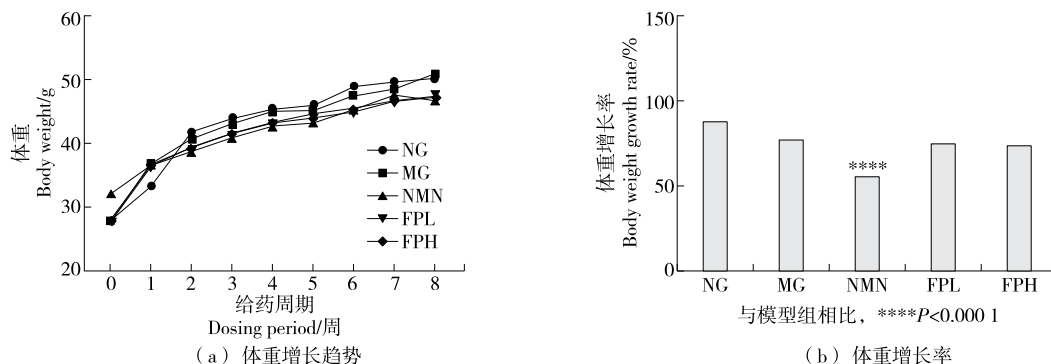 60
50
40
30
20
体重
Body weight/g
NG
MG
NMN
FPL
FPH
0 1 2 3 4 5 6 7 8
给药周期
Dosing period/周
(a) 体重增长趋势
150
100
50
0
体重增长率
Body weight growth rate/%
****
NG MG NMN FPL FPH
与模型组相比，****P<0.000 1
(b) 体重增长率